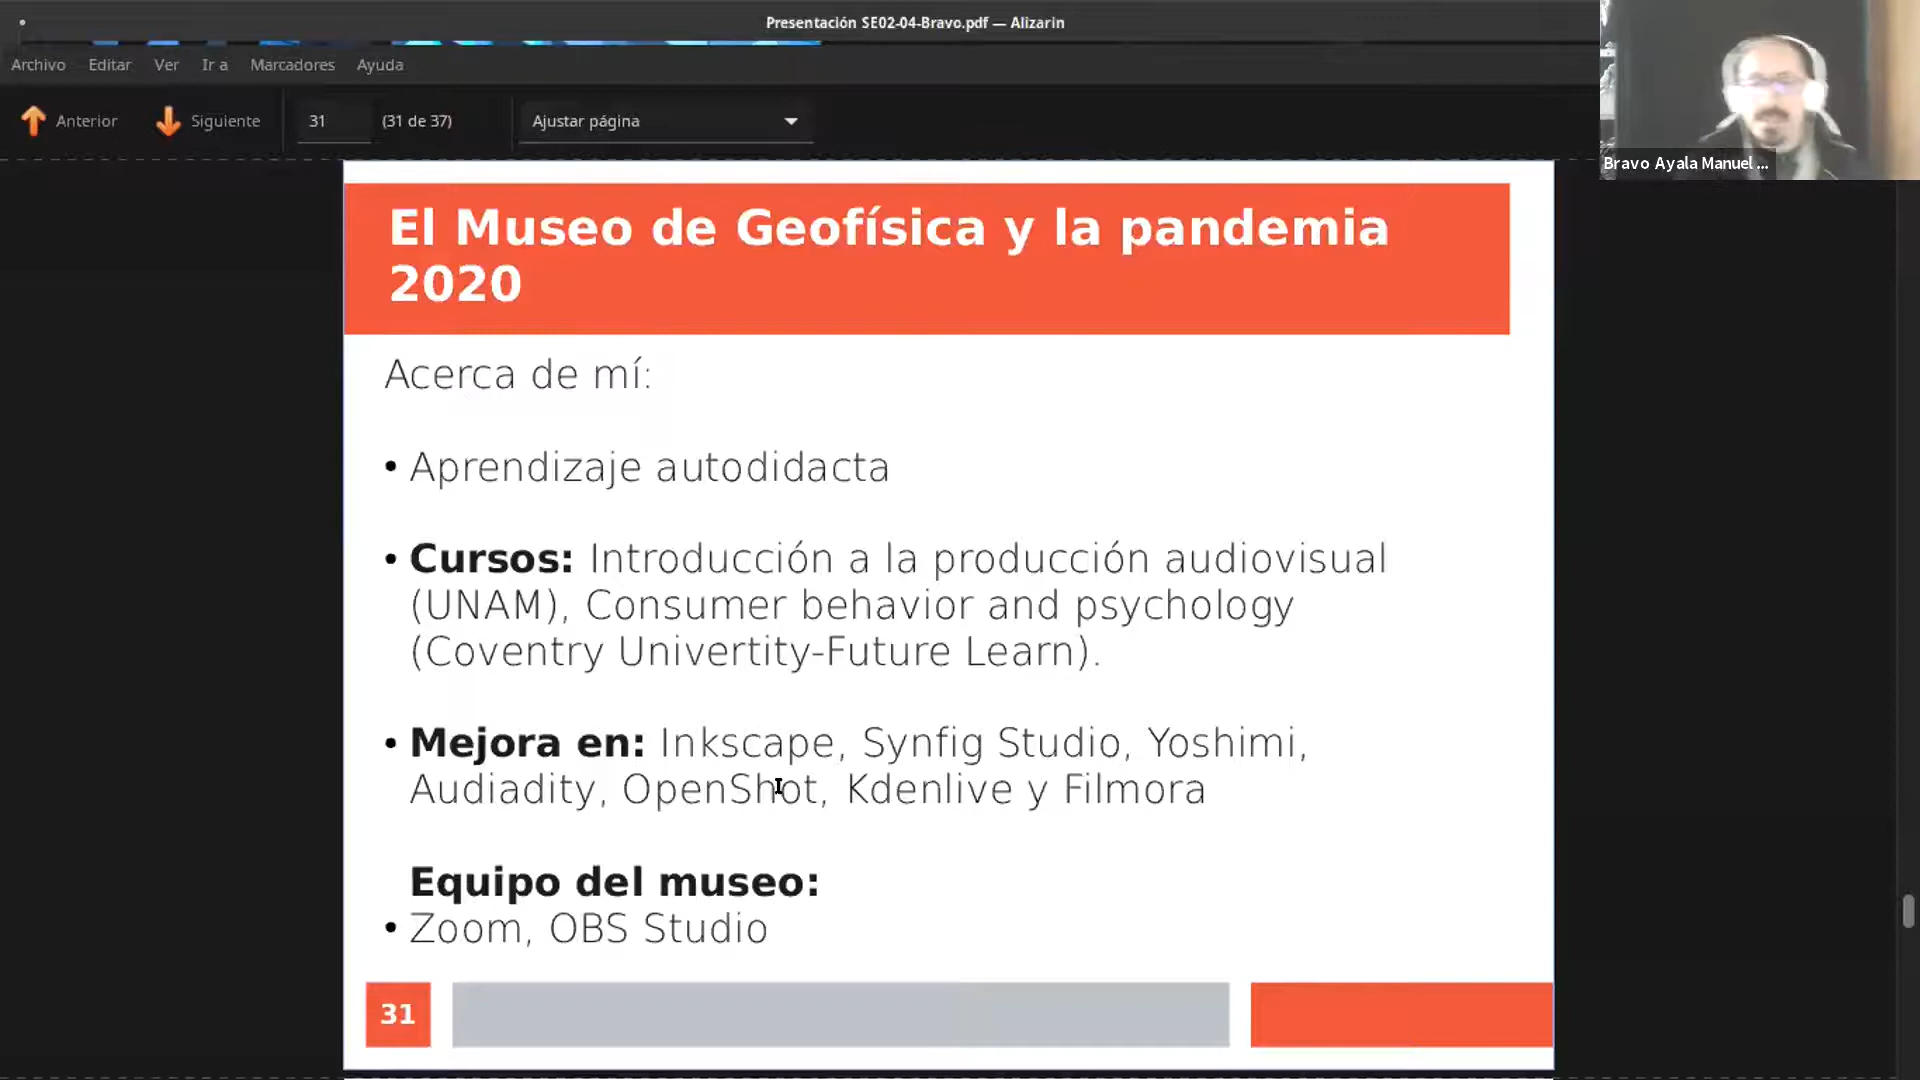 Presentación SE02-04-Bravo.pdf — Alizarin
Archivo Editar Ver Ir a Marcadores Ayuda
Anterior Siguiente 31 (31 de 37) Ajustar página
Bravo Ayala Manuel ...
El Museo de Geofísica y la pandemia
2020
Acerca de mí:
• Aprendizaje autodidacta
• Cursos: Introducción a la producción audiovisual
(UNAM), Consumer behavior and psychology
(Coventry Univertity-Future Learn).
• Mejora en: Inkscape, Synfig Studio, Yoshimi,
Audiadity, OpenShot, Kdenlive y Filmora
Equipo del museo:
• Zoom, OBS Studio
31